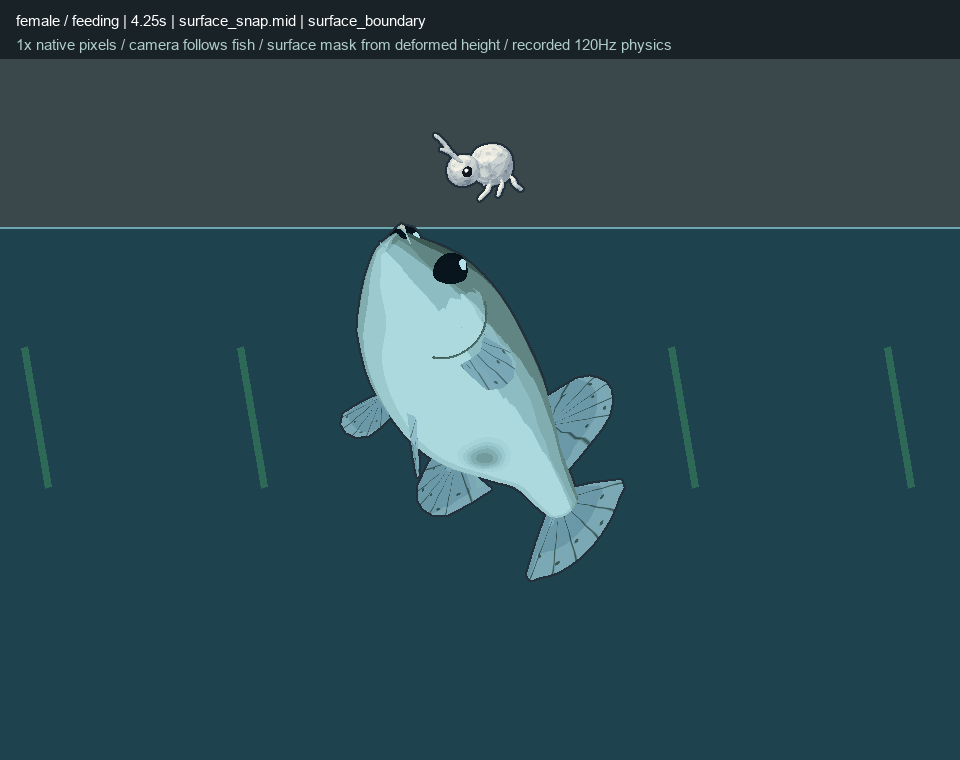 female / feeding | 4.25s | surface_snap.mid | surface_boundary
1x native pixels / camera follows fish / surface mask from deformed height / recorded 120Hz physics